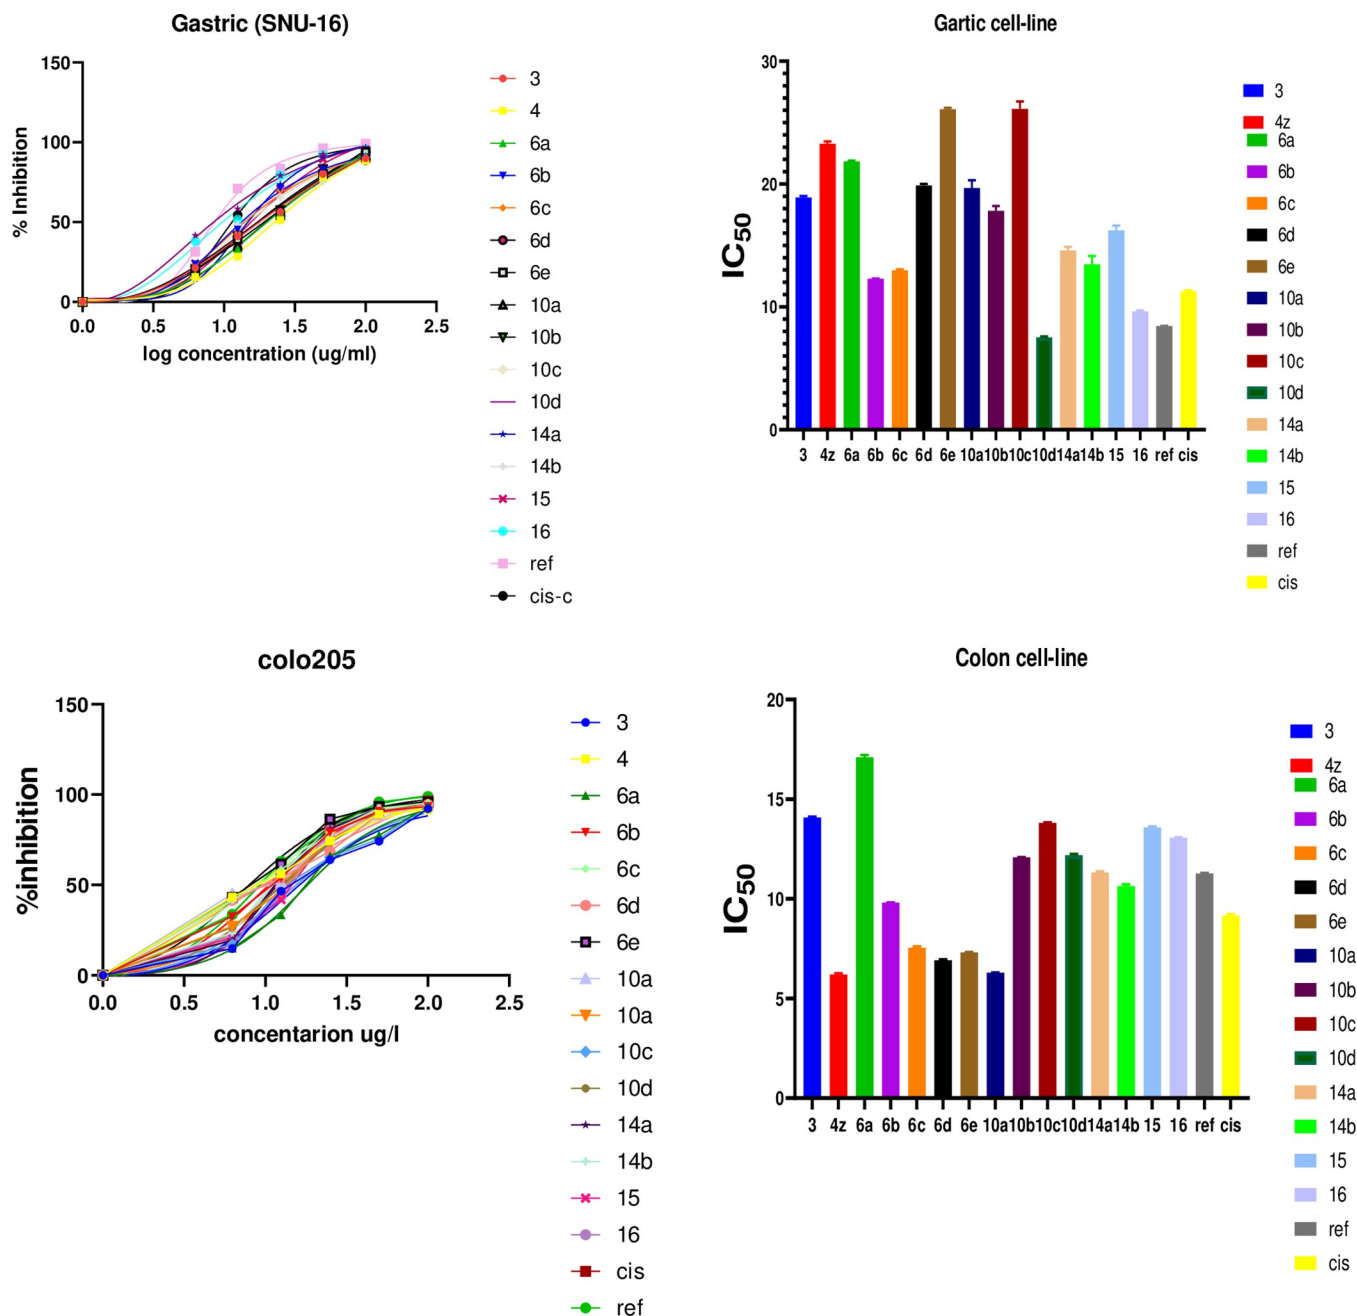 Gastric (SNU-16)
% Inhibition
150
100
50
0
0.0 0.5 1.0 1.5 2.0 2.5
log concentration (ug/ml)
3
4
6a
6b
6c
6d
6e
10a
10b
10c
10d
14a
14b
15
16
ref
cis-c
Gartic cell-line
IC50
30
20
10
0
3 4z 6a 6b 6c 6d 6e 10a 10b 10c 10d 14a 14b 15 16 ref cis
3
4z
6a
6b
6c
6d
6e
10a
10b
10c
10d
14a
14b
15
16
ref
cis
colo205
%inhibition
150
100
50
0
0.0 0.5 1.0 1.5 2.0 2.5
concentarion ug/l
3
4
6a
6b
6c
6d
6e
10a
10a
10c
10d
14a
14b
15
16
cis
ref
Colon cell-line
IC50
20
15
10
5
0
3 4z 6a 6b 6c 6d 6e 10a 10b 10c 10d 14a 14b 15 16 ref cis
3
4z
6a
6b
6c
6d
6e
10a
10b
10c
10d
14a
14b
15
16
ref
cis